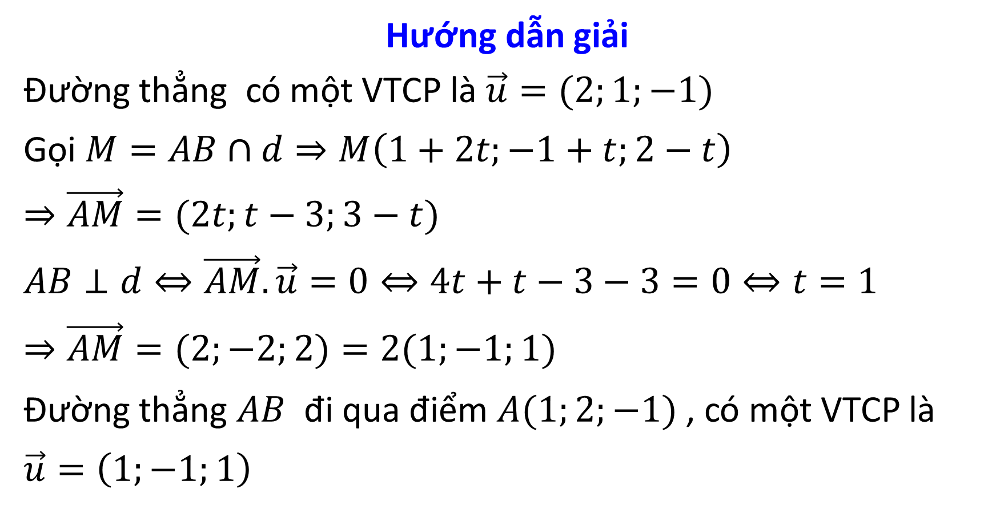 Hướng dẫn giải
Đường thẳng có một VTCP là $\vec{u} = (2; 1; -1)$
Gọi $M = AB \cap d \Rightarrow M(1 + 2t; -1 + t; 2 - t)$
$\Rightarrow \overrightarrow{AM} = (2t; t - 3; 3 - t)$
$AB \perp d \Leftrightarrow \overrightarrow{AM}.\vec{u} = 0 \Leftrightarrow 4t + t - 3 - 3 = 0 \Leftrightarrow t = 1$
$\Rightarrow \overrightarrow{AM} = (2; -2; 2) = 2(1; -1; 1)$
Đường thẳng $AB$ đi qua điểm $A(1; 2; -1)$ , có một VTCP là
$\vec{u} = (1; -1; 1)$